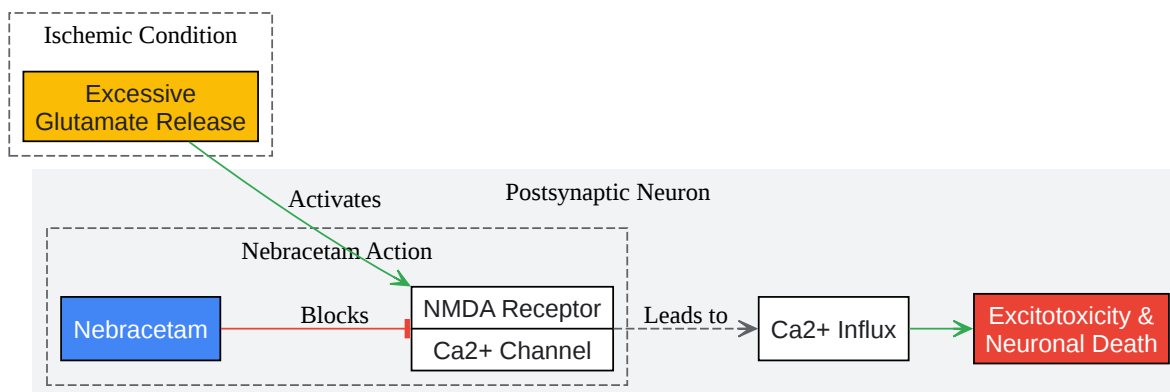 Ischemic Condition
Excessive
Glutamate Release
Activates
Postsynaptic Neuron
Nebracetam Action
Nebracetam
Blocks
NMDA Receptor
Ca2+ Channel
Leads to
Ca2+ Influx
Excitotoxicity &
Neuronal Death